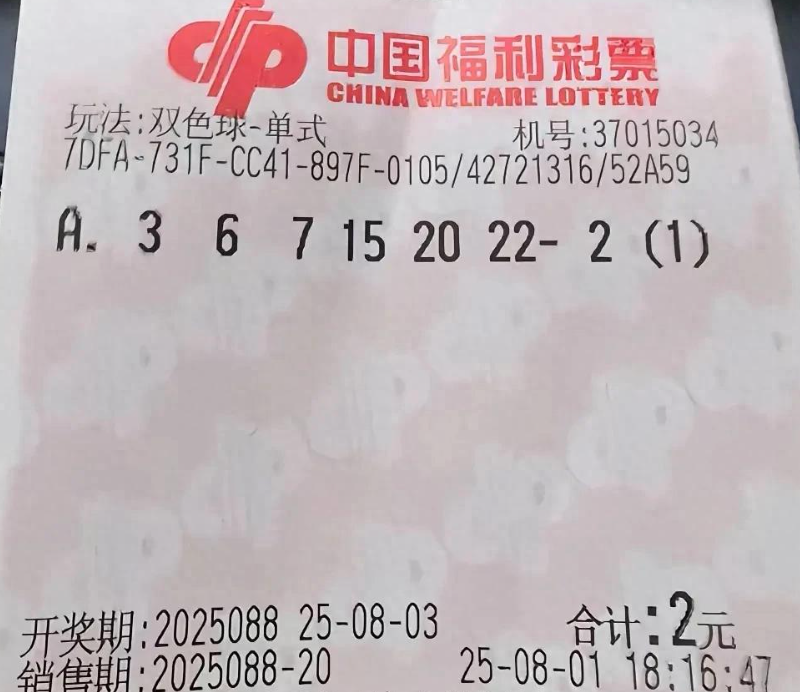 中国福利彩票
CHINA WELFARE LOTTERY
玩法:双色球-单式 机号:37015034
7DFA-731F-CC41-897F-0105/42721316/52A59
A. 3 6 7 15 20 22- 2 (1)
开奖期:2025088 25-08-03 合计:2元
销售期:2025088-20 25-08-01 18:16:47